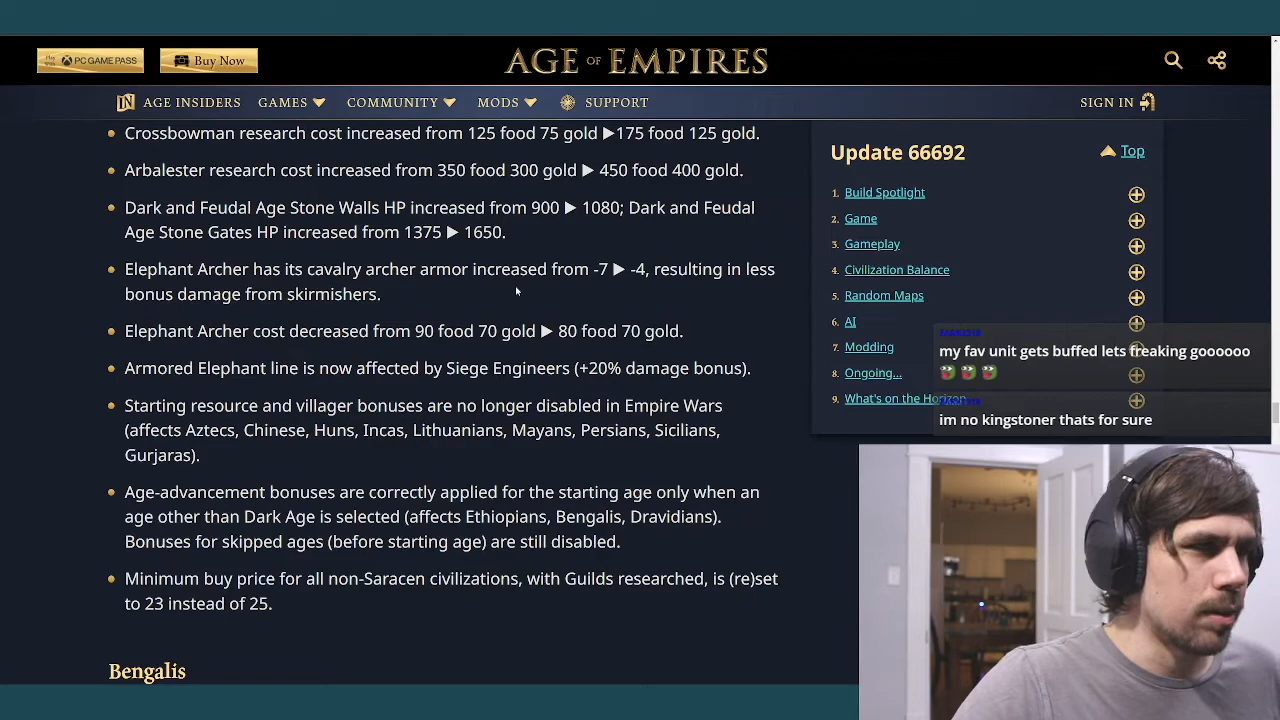 PC GAME PASS
Buy Now
AGE OF EMPIRES
AGE INSIDERS
GAMES
COMMUNITY
MODS
SUPPORT
SIGN IN
Crossbowman research cost increased from 125 food 75 gold ▶175 food 125 gold.
Arbalester research cost increased from 350 food 300 gold ▶ 450 food 400 gold.
Dark and Feudal Age Stone Walls HP increased from 900 ▶ 1080; Dark and Feudal
Age Stone Gates HP increased from 1375 ▶ 1650.
Elephant Archer has its cavalry archer armor increased from -7 ▶ -4, resulting in less
bonus damage from skirmishers.
Elephant Archer cost decreased from 90 food 70 gold ▶ 80 food 70 gold.
Armored Elephant line is now affected by Siege Engineers (+20% damage bonus).
Starting resource and villager bonuses are no longer disabled in Empire Wars
(affects Aztecs, Chinese, Huns, Incas, Lithuanians, Mayans, Persians, Sicilians,
Gurjaras).
Age-advancement bonuses are correctly applied for the starting age only when an
age other than Dark Age is selected (affects Ethiopians, Bengalis, Dravidians).
Bonuses for skipped ages (before starting age) are still disabled.
Minimum buy price for all non-Saracen civilizations, with Guilds researched, is (re)set
to 23 instead of 25.
Bengalis
Update 66692
Top
1. Build Spotlight
2. Game
3. Gameplay
4. Civilization Balance
5. Random Maps
6. AI
7. Modding
8. Ongoing...
9. What's on the Horizon
my fav unit gets buffed lets freaking goooooo
im no kingstoner thats for sure